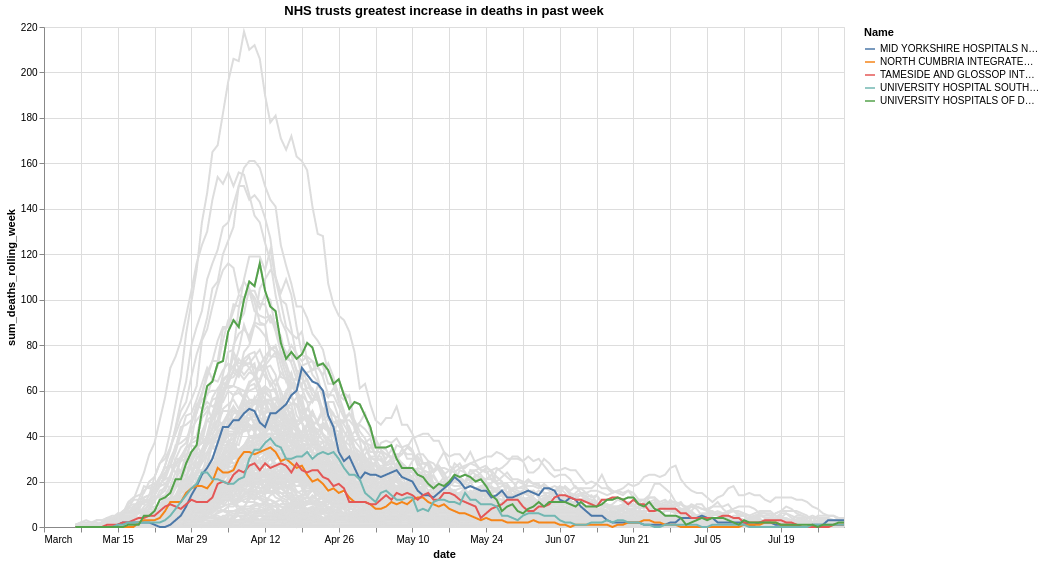 NHS trusts greatest increase in deaths in past week
220
200
180
160
140
120
100
80
60
40
20
0
sum_deaths_rolling_week
March
Mar 15
Mar 29
Apr 12
Apr 26
May 10
May 24
Jun 07
Jun 21
Jul 05
Jul 19
date
Name
MID YORKSHIRE HOSPITALS N…
NORTH CUMBRIA INTEGRATE…
TAMESIDE AND GLOSSOP INT…
UNIVERSITY HOSPITAL SOUTH…
UNIVERSITY HOSPITALS OF D…